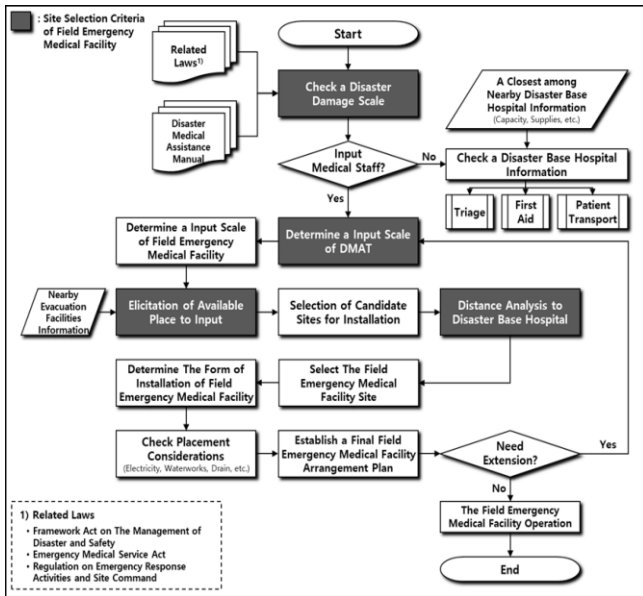 : Site Selection Criteria
of Field Emergency
Medical Facility
Related
Laws1)
Disaster
Medical
Assistance
Manual
Start
Check a Disaster
Damage Scale
A Closest among
Nearby Disaster Base
Hospital Information
(Capacity, Supplies, etc.)
Input
Medical Staff?
No
Yes
Check a Disaster Base Hospital
Information
Triage
First
Aid
Patient
Transport
Determine a Input Scale
of Field Emergency
Medical Facility
Determine a Input Scale
of DMAT
Nearby
Evacuation
Facilities
Information
Elicitation of Available
Place to Input
Selection of Candidate
Sites for Installation
Distance Analysis to
Disaster Base Hospital
Determine The Form of
Installation of Field
Emergency Medical Facility
Select The Field
Emergency Medical
Facility Site
Check Placement
Considerations
(Electricity, Waterworks, Drain, etc.)
Establish a Final Field
Emergency Medical Facility
Arrangement Plan
Need
Extension?
Yes
No
The Field Emergency
Medical Facility Operation
End
1) Related Laws
• Framework Act on The Management of
Disaster and Safety
• Emergency Medical Service Act
• Regulation on Emergency Response
Activities and Site Command